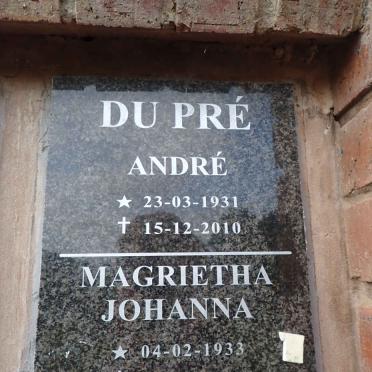 DU PRÉ
ANDRÉ
★ 23-03-1931
✝ 15-12-2010
MAGRIETHA
JOHANNA
★ 04-02-1933